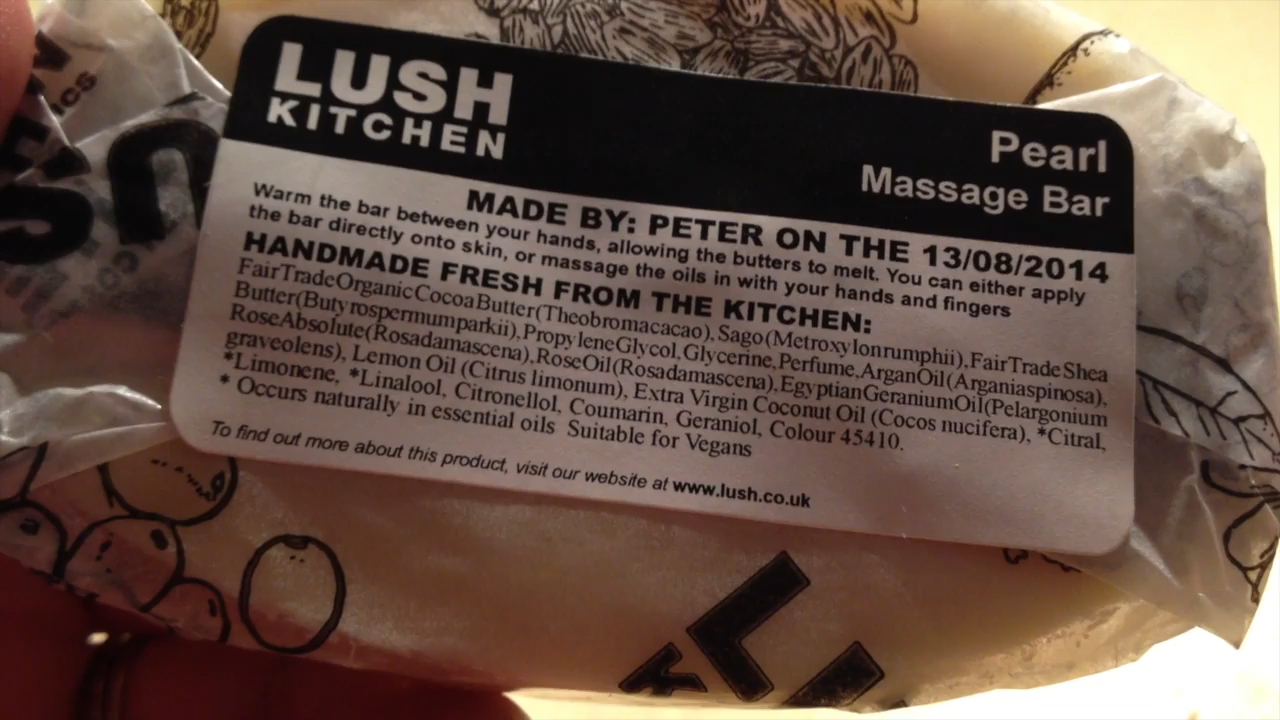 LUSH
KITCHEN
Pearl
Massage Bar
MADE BY: PETER ON THE 13/08/2014
Warm the bar between your hands, allowing the butters to melt. You can either apply
the bar directly onto skin, or massage the oils in with your hands and fingers
HANDMADE FRESH FROM THE KITCHEN:
FairTradeOrganicCocoaButter(Theobromacacao), Sago(Metroxylonrumphii), FairTradeShea
Butter(Butyrospermumparkii), PropyleneGlycol, Glycerine, Perfume, ArganOil(Arganiaspinosa),
RoseAbsolute(Rosadamascena), RoseOil(Rosadamascena), EgyptianGeraniumOil(Pelargonium
graveolens), Lemon Oil (Citrus limonum), Extra Virgin Coconut Oil (Cocos nucifera), *Citral,
*Limonene, *Linalool, Citronellol, Coumarin, Geraniol, Colour 45410.
* Occurs naturally in essential oils Suitable for Vegans
To find out more about this product, visit our website at www.lush.co.uk